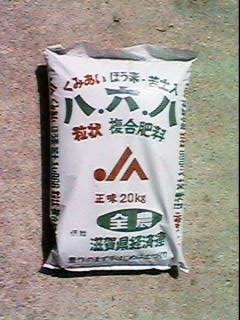 くみあい ほう素・苦土入
八.六.八
粒状 複合肥料
正味20kg
全農
滋賀県経済連